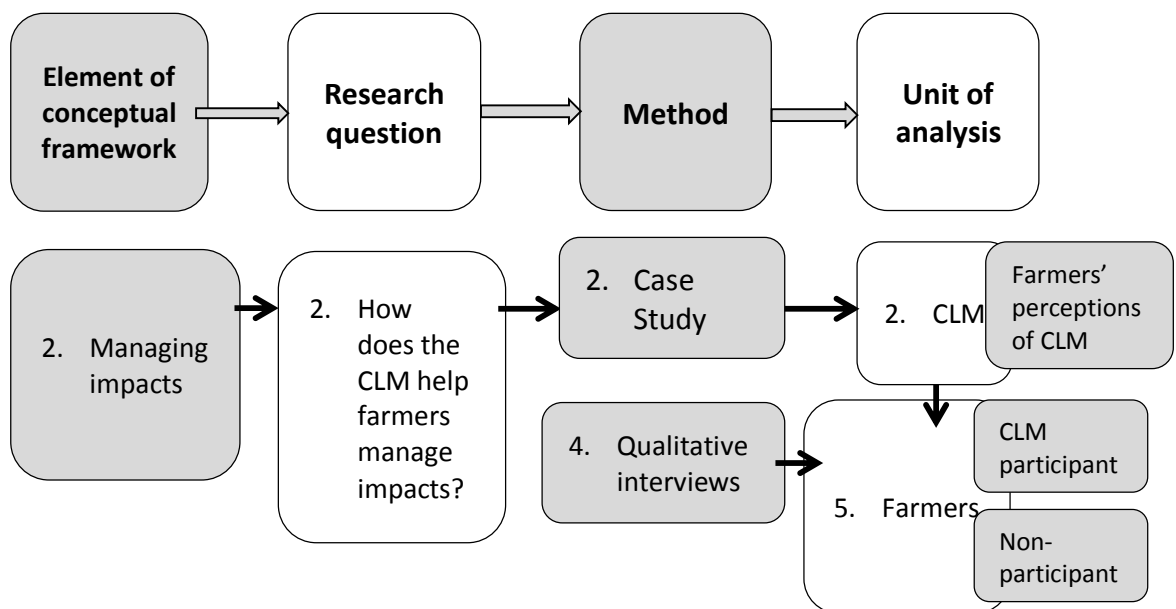 Element of
conceptual
framework
Research
question
Method
Unit of
analysis
2. Managing
impacts
2. How
does the
CLM help
farmers
manage
impacts?
2. Case
Study
2. CLM
Farmers’
perceptions
of CLM
4. Qualitative
interviews
5. Farmers
CLM
participant
Non-
participant